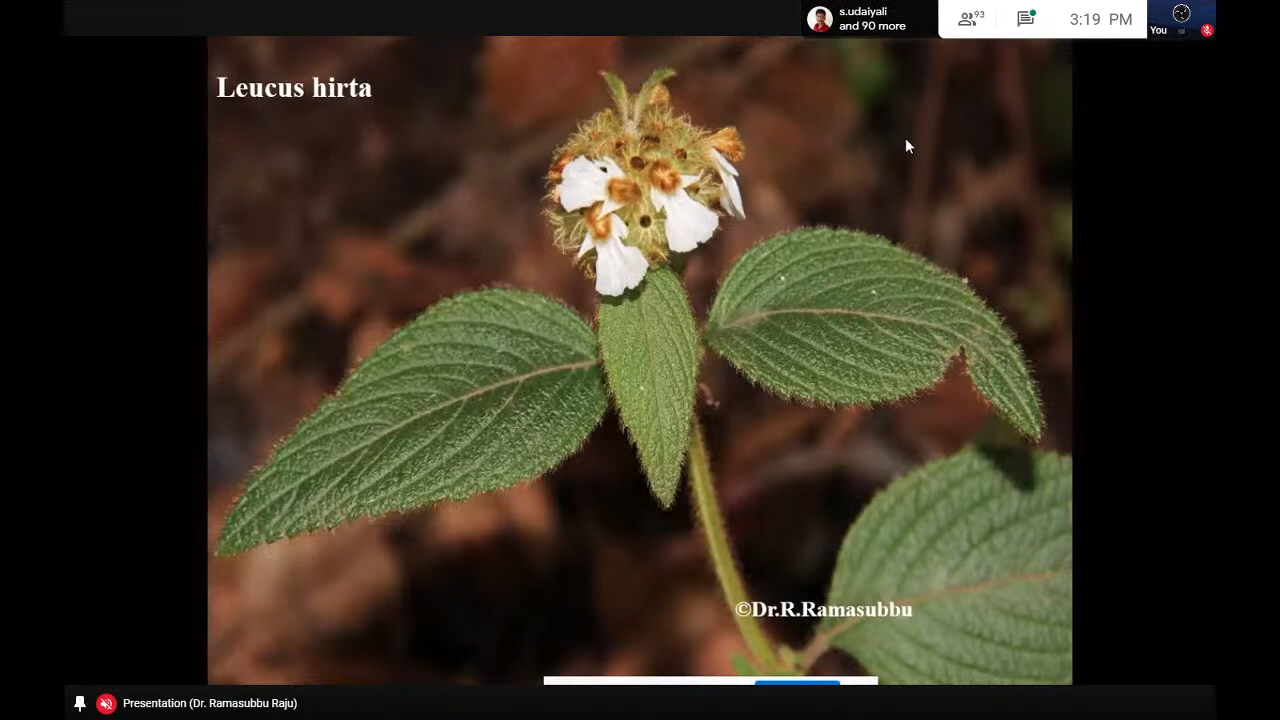 s.udaiyali
and 90 more
93
3:19 PM
You
Leucus hirta
©Dr.R.Ramasubbu
Presentation (Dr. Ramasubbu Raju)